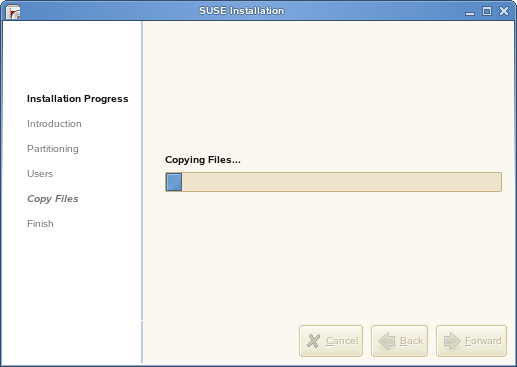 SUSE Installation
Installation Progress
Introduction
Partitioning
Users
Copy Files
Finish
Copying Files...
Cancel
Back
Forward